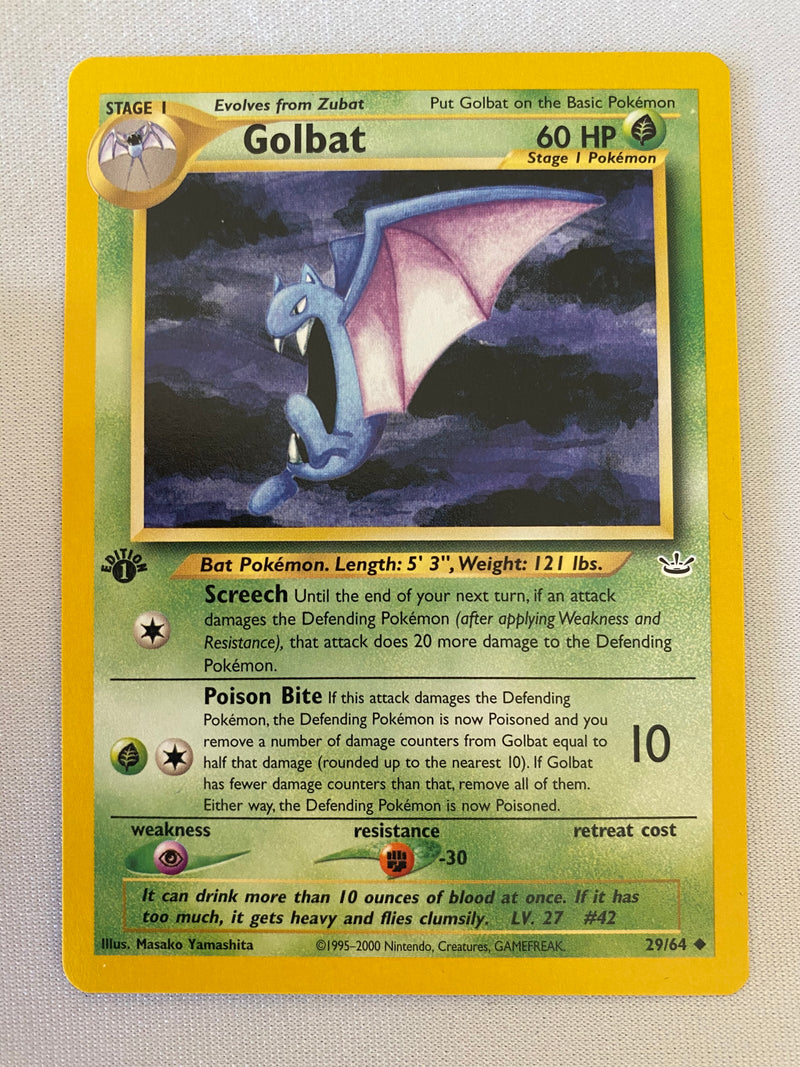 STAGE 1 Evolves from Zubat Put Golbat on the Basic Pokémon
Golbat 60 HP
Stage 1 Pokémon
EDITION
1
Bat Pokémon. Length: 5' 3", Weight: 121 lbs.
Screech Until the end of your next turn, if an attack
damages the Defending Pokémon (after applying Weakness and
Resistance), that attack does 20 more damage to the Defending
Pokémon.
Poison Bite If this attack damages the Defending
Pokémon, the Defending Pokémon is now Poisoned and you
remove a number of damage counters from Golbat equal to
half that damage (rounded up to the nearest 10). If Golbat
has fewer damage counters than that, remove all of them.
Either way, the Defending Pokémon is now Poisoned.
10
weakness resistance retreat cost
-30
It can drink more than 10 ounces of blood at once. If it has
too much, it gets heavy and flies clumsily. LV. 27 #42
Illus. Masako Yamashita ©1995–2000 Nintendo, Creatures, GAMEFREAK. 29/64